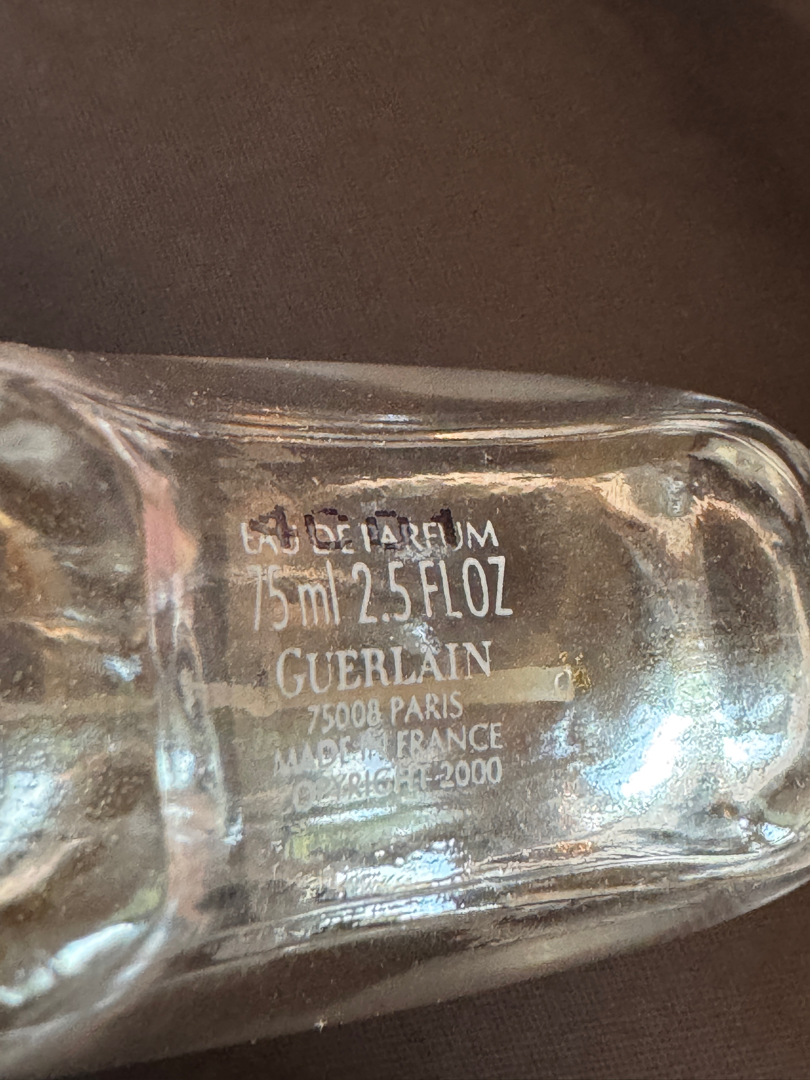 EAU DE PARFUM
75 ml 2.5 FL OZ
GUERLAIN
75008 PARIS
MADE IN FRANCE
COPYRIGHT 2000